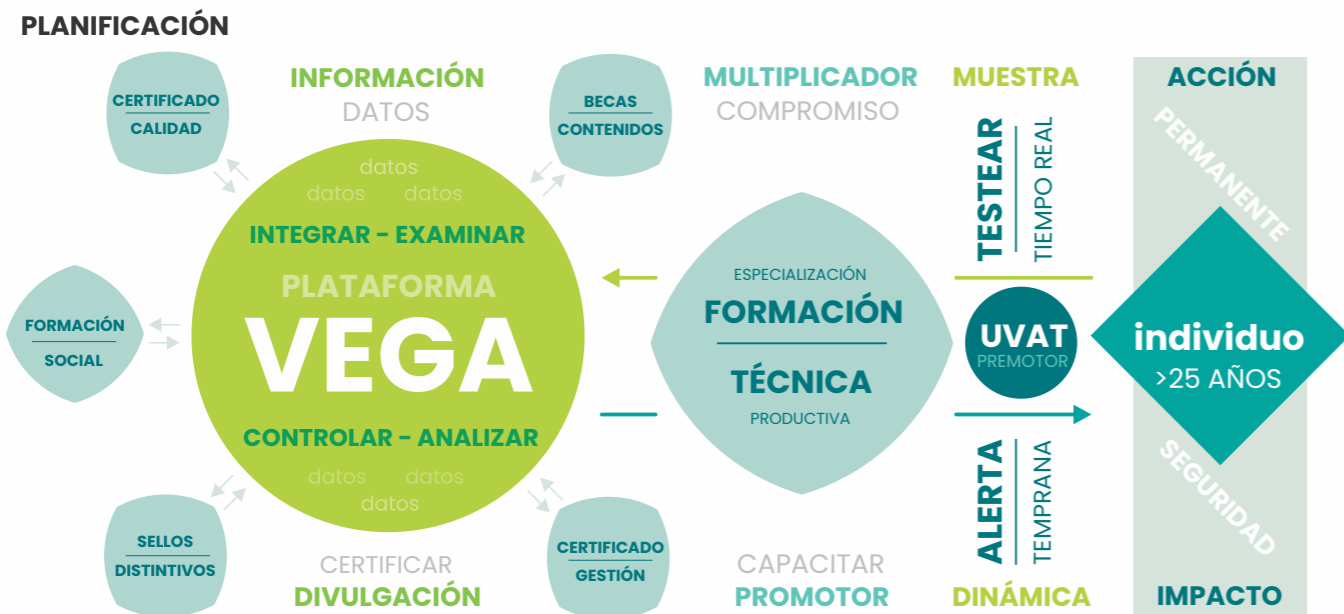 PLANIFICACIÓN
CERTIFICADO
CALIDAD
INFORMACIÓN
DATOS
BECAS
CONTENIDOS
MULTIPLICADOR
COMPROMISO
MUESTRA
ACCIÓN
FORMACIÓN
SOCIAL
datos
datos datos
INTEGRAR - EXAMINAR
PLATAFORMA
VEGA
CONTROLAR - ANALIZAR
datos datos
datos
ESPECIALIZACIÓN
FORMACIÓN
TÉCNICA
PRODUCTIVA
TESTEAR
TIEMPO REAL
UVAT
PREMOTOR
ALERTA
TEMPRANA
PERMANENTE
individuo
>25 AÑOS
SEGURIDAD
SELLOS
DISTINTIVOS
CERTIFICAR
DIVULGACIÓN
CERTIFICADO
GESTIÓN
CAPACITAR
PROMOTOR
DINÁMICA
IMPACTO